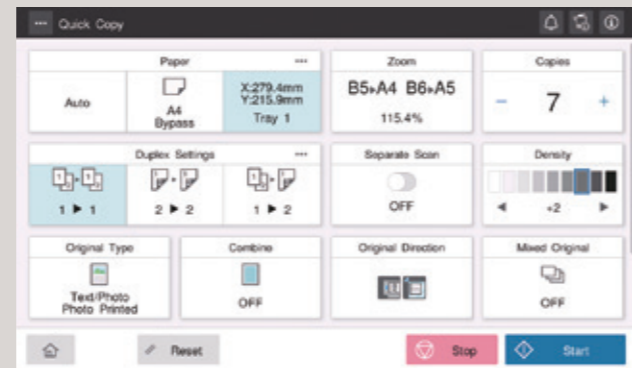 Quick Copy
Paper
Auto
A4
Bypass
X:279.4mm
Y:215.9mm
Tray 1
Zoom
B5▸A4 B6▸A5
115.4%
Copies
- 7 +
Duplex Settings
1 ▶ 1
2 ▶ 2
1 ▶ 2
Separate Scan
OFF
Density
+2
Original Type
Text/Photo
Photo Printed
Combine
OFF
Original Direction
Mixed Original
OFF
Reset
Stop
Start